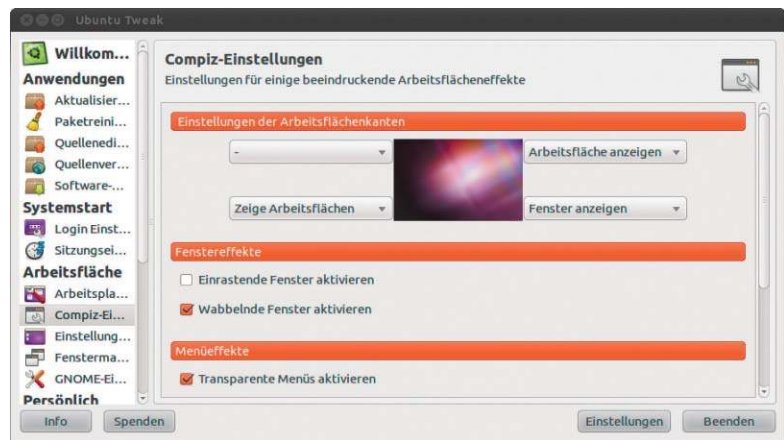 Ubuntu Tweak
Willkom...
Anwendungen
Aktualisier...
Paketreini...
Quellenedi...
Quellenver...
Software-...
Systemstart
Login Einst...
Sitzungsei...
Arbeitsfläche
Arbeitspla...
Compiz-Ei...
Einstellung...
Fensterma...
GNOME-Ei...
Persönlich
Compiz-Einstellungen
Einstellungen für einige beeindruckende Arbeitsflächeneffekte
Einstellungen der Arbeitsflächenkanten
-
Arbeitsfläche anzeigen
Zeige Arbeitsflächen
Fenster anzeigen
Fenstereffekte
Einrastende Fenster aktivieren
Wabbelnde Fenster aktivieren
Menüeffekte
Transparente Menüs aktivieren
Info
Spenden
Einstellungen
Beenden